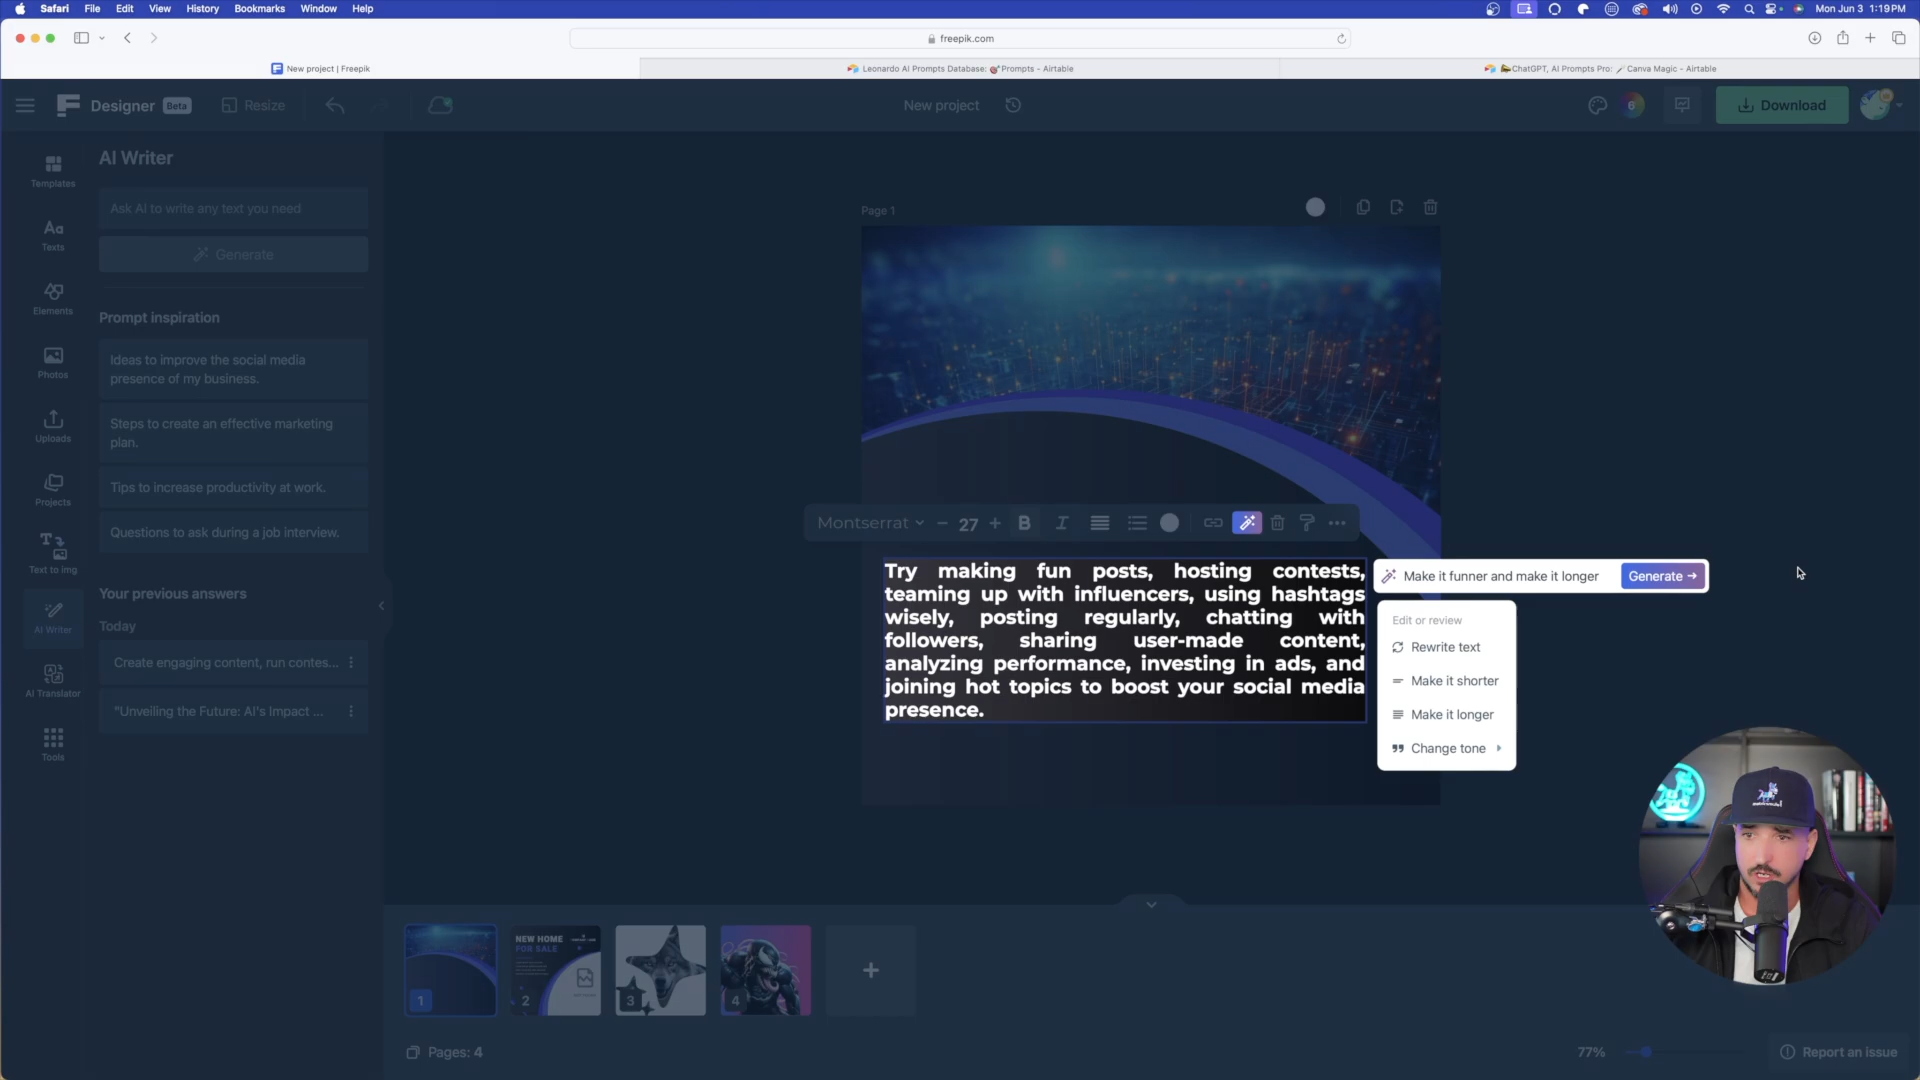 Safari File Edit View History Bookmarks Window Help
Mon Jun 3 1:19 PM
freepik.com
New project | Freepik
Leonardo AI Prompts Database: 🎯Prompts - Airtable
ChatGPT, AI Prompts Pro: 🪄 Canva Magic - Airtable
Designer Beta
Resize
New project
6
Download
Templates
Texts
Elements
Photos
Uploads
Projects
Text to img
AI Writer
AI Translator
Tools
AI Writer
Ask AI to write any text you need
Generate
Prompt inspiration
Ideas to improve the social media
presence of my business.
Steps to create an effective marketing
plan.
Tips to increase productivity at work.
Questions to ask during a job interview.
Your previous answers
Today
Create engaging content, run contes...
"Unveiling the Future: AI's Impact ...
Page 1
Montserrat
27
B I
Try making fun posts, hosting contests,
teaming up with influencers, using hashtags
wisely, posting regularly, chatting with
followers, sharing user-made content,
analyzing performance, investing in ads, and
joining hot topics to boost your social media
presence.
Make it funner and make it longer
Generate →
Edit or review
Rewrite text
Make it shorter
Make it longer
Change tone
1
NEW HOME
FOR SALE
2
3
4
+
Pages: 4
77%
Report an issue